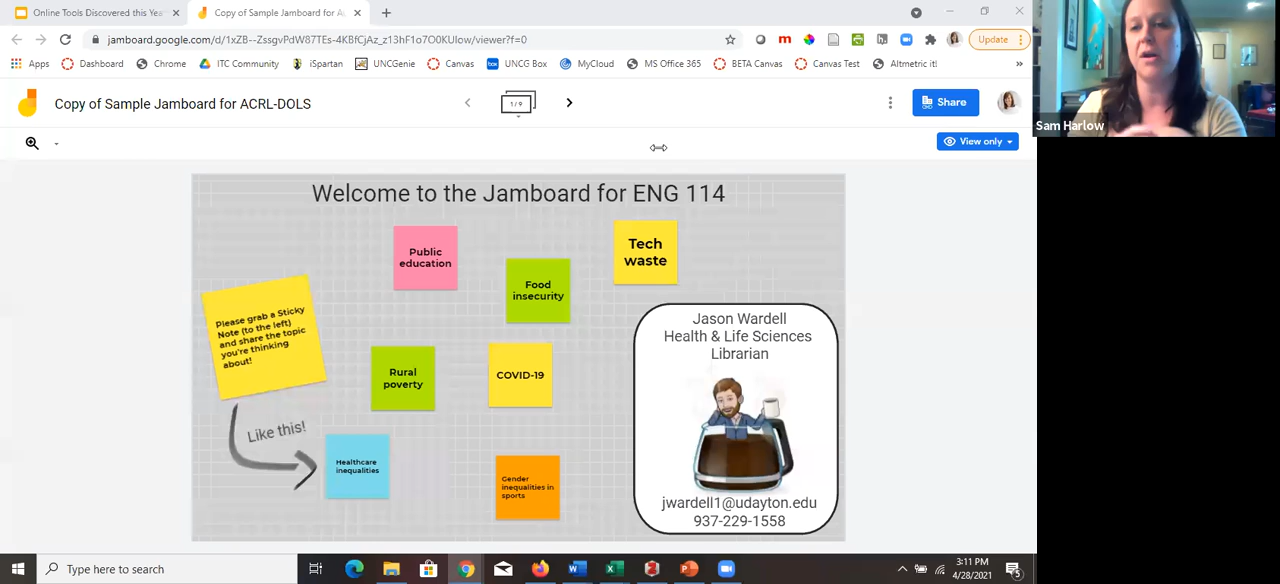 Online Tools Discovered this Yea
Copy of Sample Jamboard for A
jamboard.google.com/d/1xZB--ZssgvPdW87TEs-4KBfCjAz_z13hF1o7O0KUIow/viewer?f=0
Update
Apps
Dashboard
Chrome
ITC Community
iSpartan
UNCGenie
Canvas
UNCG Box
MyCloud
MS Office 365
BETA Canvas
Canvas Test
Altmetric it!
»
Copy of Sample Jamboard for ACRL-DOLS
1/9
Share
View only
Sam Harlow
Welcome to the Jamboard for ENG 114
Please grab a Sticky
Note (to the left)
and share the topic
you're thinking
about!
Like this!
Public
education
Food
insecurity
Tech
waste
Rural
poverty
COVID-19
Healthcare
inequalities
Gender
inequalities in
sports
Jason Wardell
Health & Life Sciences
Librarian
jwardell1@udayton.edu
937-229-1558
Type here to search
3:11 PM
4/28/2021
5